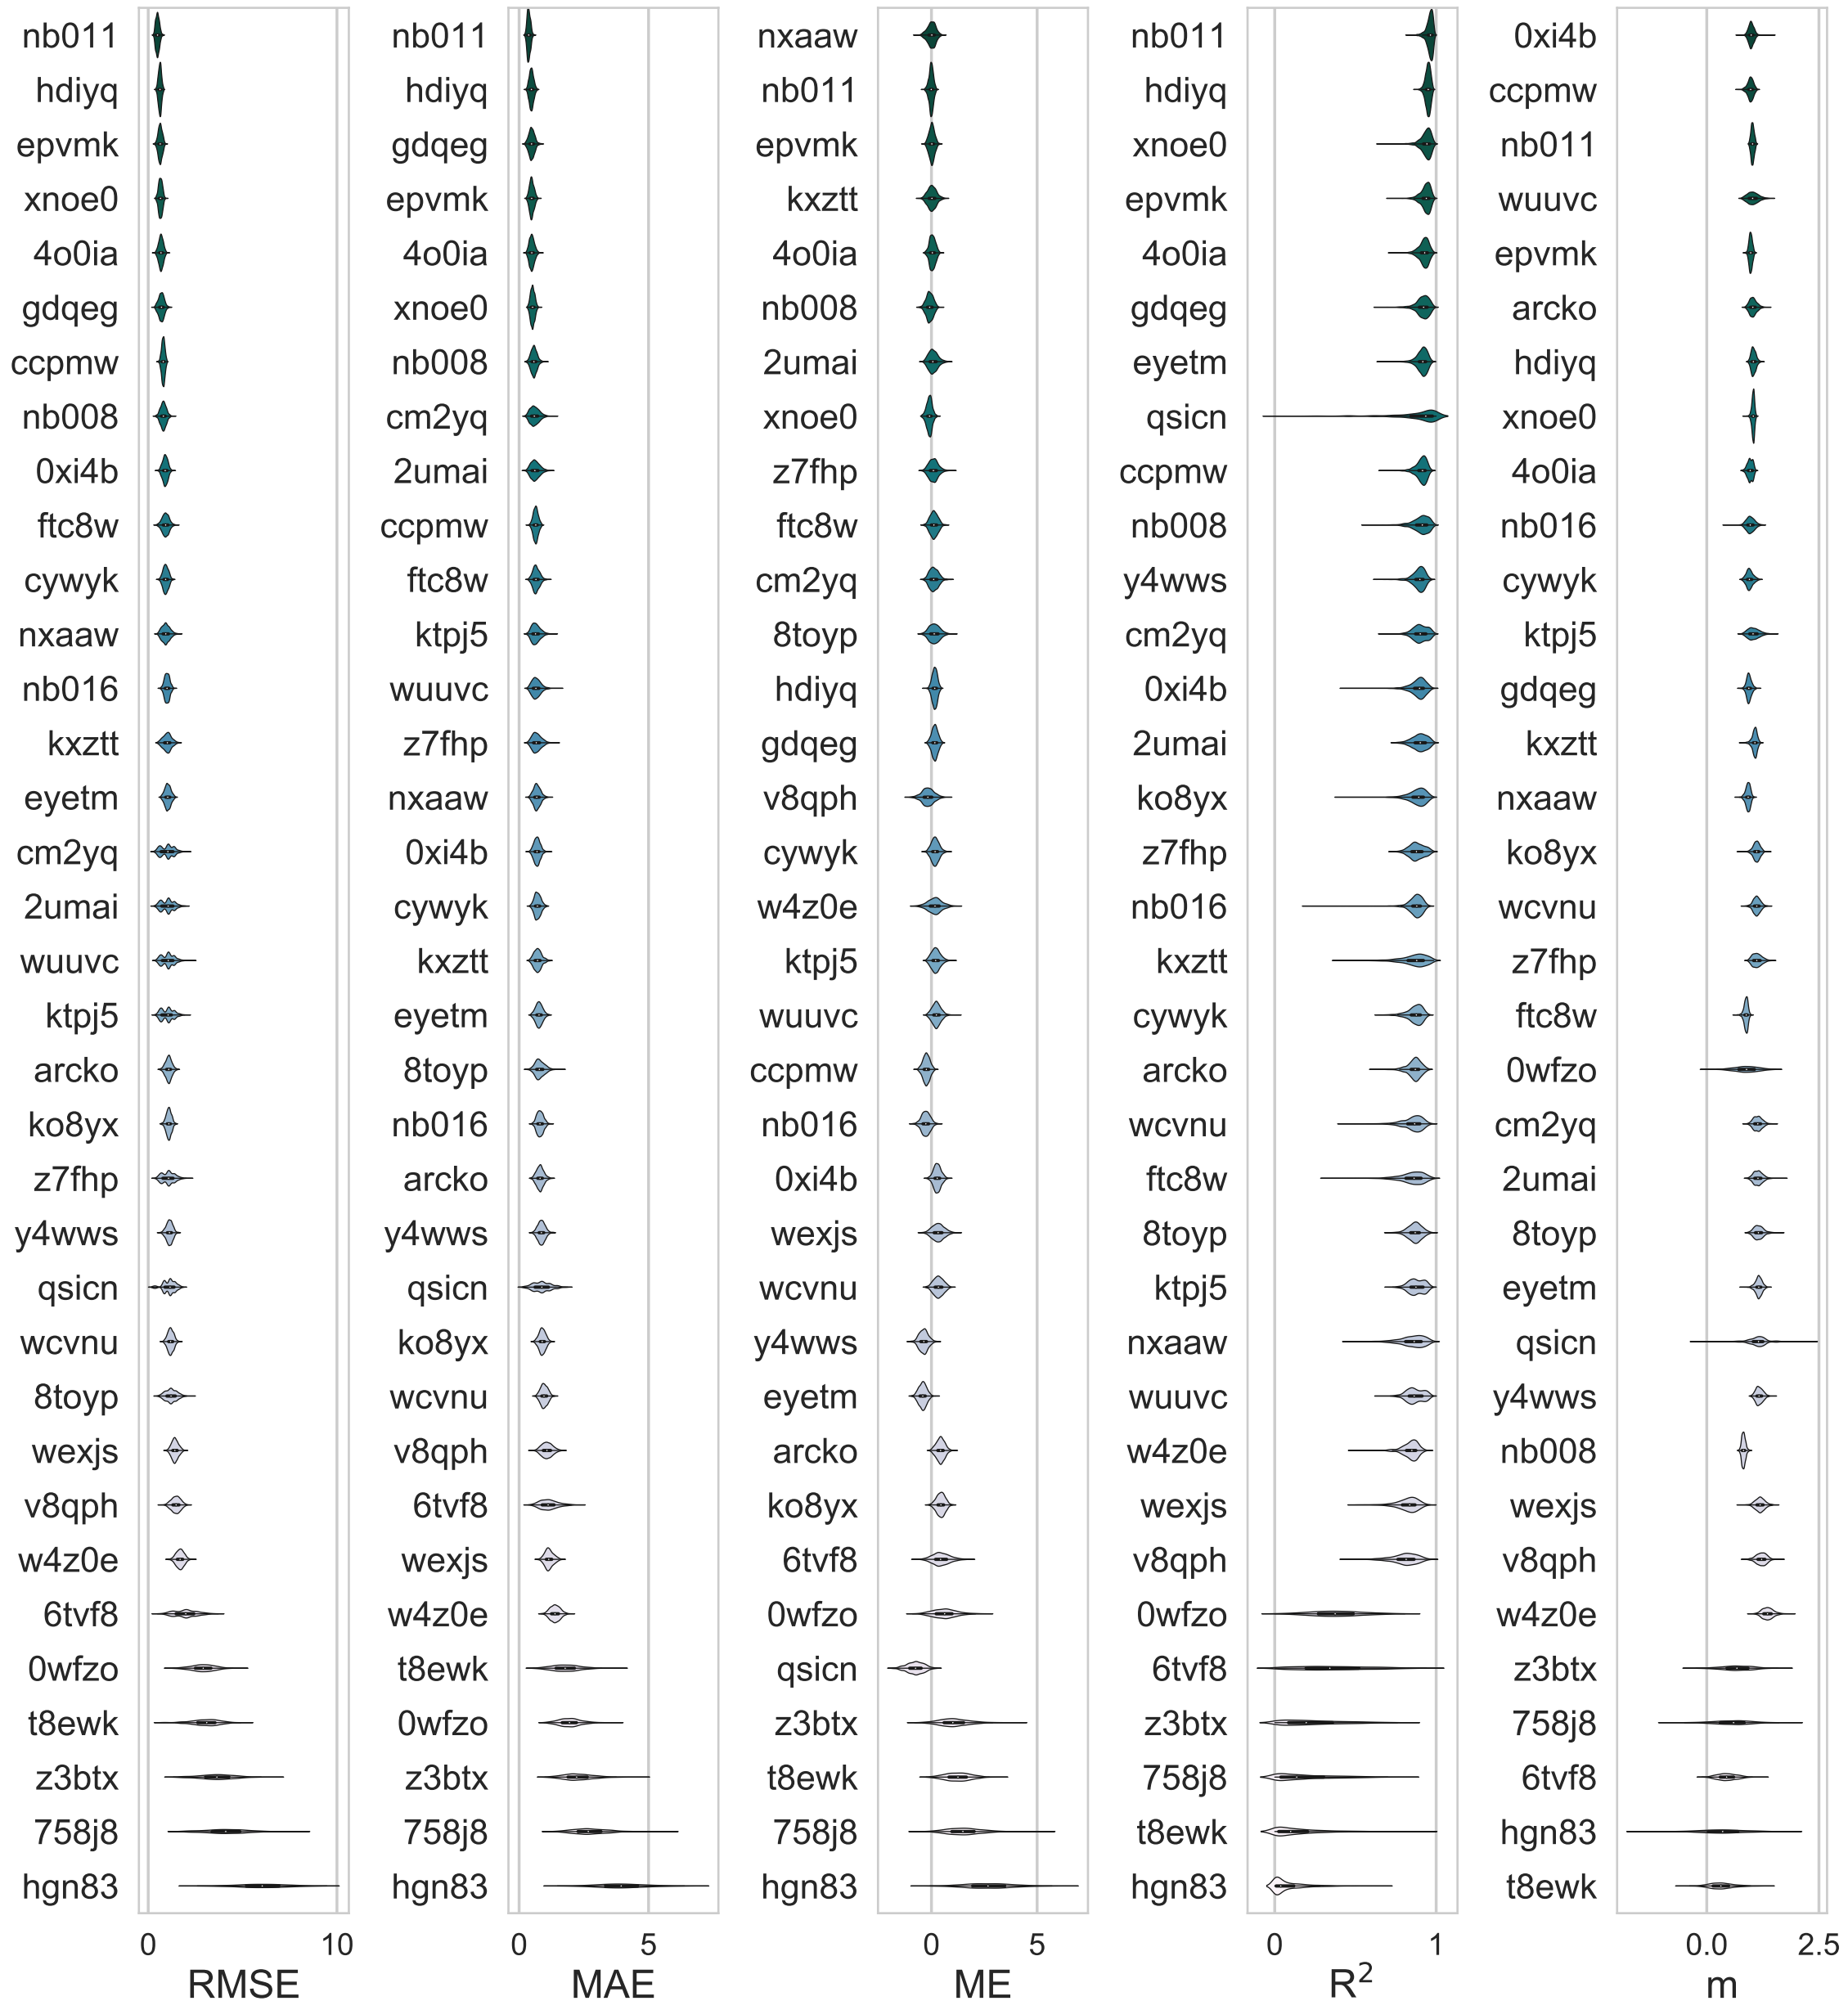 nb011 nb011 nxaaw nb011 0xi4b
hdiyq hdiyq nb011 hdiyq ccpmw
epvmk gdqeg epvmk xnoe0 nb011
xnoe0 epvmk kxztt epvmk wuuvc
4o0ia 4o0ia 4o0ia 4o0ia epvmk
gdqeg xnoe0 nb008 gdqeg arcko
ccpmw nb008 2umai eyetm hdiyq
nb008 cm2yq xnoe0 qsicn xnoe0
0xi4b 2umai z7fhp ccpmw 4o0ia
ftc8w ccpmw ftc8w nb008 nb016
cywyk ftc8w cm2yq y4wws cywyk
nxaaw ktpj5 8toyp cm2yq ktpj5
nb016 wuuvc hdiyq 0xi4b gdqeg
kxztt z7fhp gdqeg 2umai kxztt
eyetm nxaaw v8qph ko8yx nxaaw
cm2yq 0xi4b cywyk z7fhp ko8yx
2umai cywyk w4z0e nb016 wcvnu
wuuvc kxztt ktpj5 kxztt z7fhp
ktpj5 eyetm wuuvc cywyk ftc8w
arcko 8toyp ccpmw arcko 0wfzo
ko8yx nb016 nb016 wcvnu cm2yq
z7fhp arcko 0xi4b ftc8w 2umai
y4wws y4wws wexjs 8toyp 8toyp
qsicn qsicn wcvnu ktpj5 eyetm
wcvnu ko8yx y4wws nxaaw qsicn
8toyp wcvnu eyetm wuuvc y4wws
wexjs v8qph arcko w4z0e nb008
v8qph 6tvf8 ko8yx wexjs wexjs
w4z0e wexjs 6tvf8 v8qph v8qph
6tvf8 w4z0e 0wfzo 0wfzo w4z0e
0wfzo t8ewk qsicn 6tvf8 z3btx
t8ewk 0wfzo z3btx z3btx 758j8
z3btx z3btx t8ewk 758j8 6tvf8
758j8 758j8 758j8 t8ewk hgn83
hgn83 hgn83 hgn83 hgn83 t8ewk
0 10 0 5 0 5 0 1 0.0 2.5
RMSE MAE ME R² m